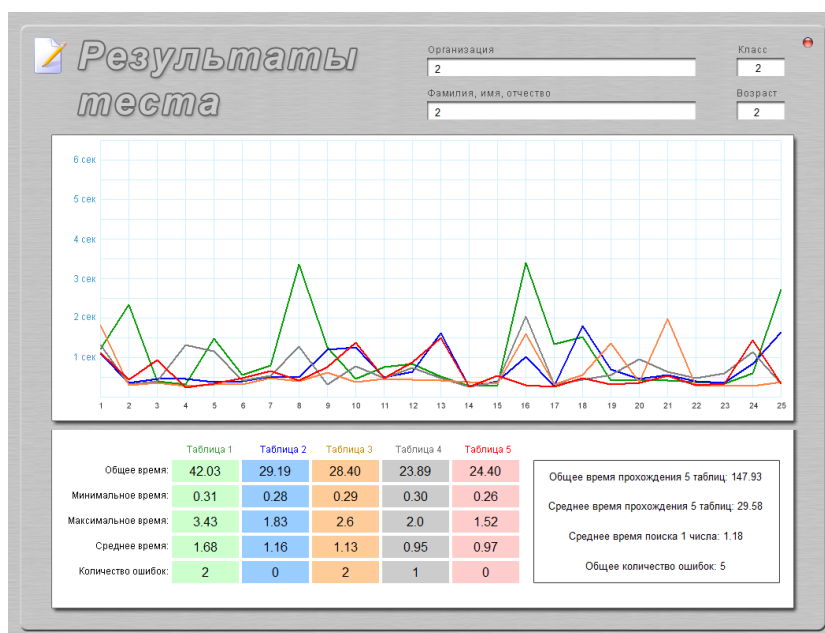 Результаты
теста
Организация
2
Класс
2
Фамилия, имя, отчество
2
Возраст
2
6 сек
5 сек
4 сек
3 сек
2 сек
1 сек
1 2 3 4 5 6 7 8 9 10 11 12 13 14 15 16 17 18 19 20 21 22 23 24 25
Таблица 1 Таблица 2 Таблица 3 Таблица 4 Таблица 5
Общее время: 42.03 29.19 28.40 23.89 24.40
Минимальное время: 0.31 0.28 0.29 0.30 0.26
Максимальное время: 3.43 1.83 2.6 2.0 1.52
Среднее время: 1.68 1.16 1.13 0.95 0.97
Количество ошибок: 2 0 2 1 0
Общее время прохождения 5 таблиц: 147.93
Среднее время прохождения 5 таблиц: 29.58
Среднее время поиска 1 числа: 1.18
Общее количество ошибок: 5